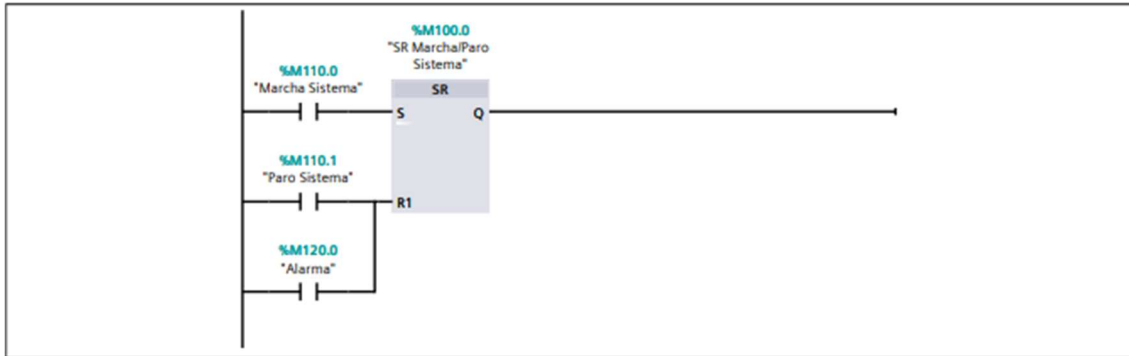 %M100.0
"SR Marcha/Paro
Sistema"
%M110.0
"Marcha Sistema"
SR
S
Q
%M110.1
"Paro Sistema"
R1
%M120.0
"Alarma"